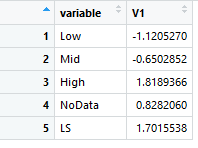 variable V1
1 Low -1.1205270
2 Mid -0.6502852
3 High 1.8189366
4 NoData 0.8282060
5 LS 1.7015538